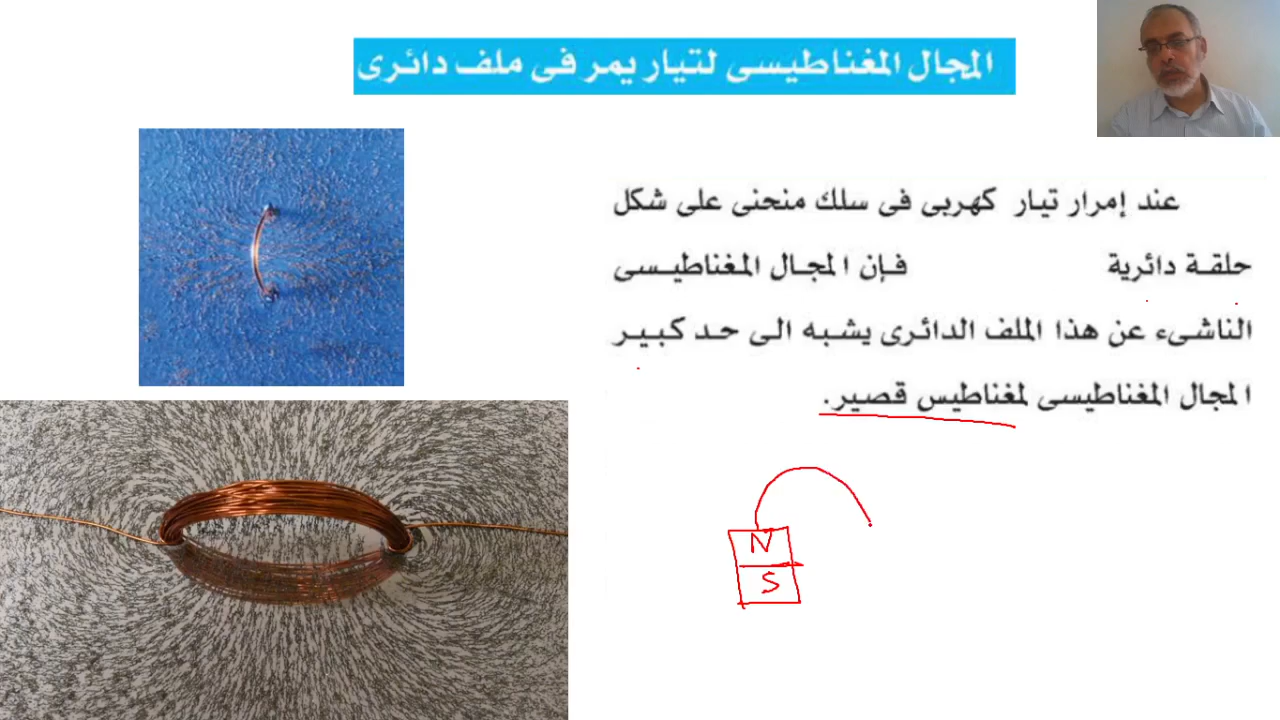 المجال المغناطيسى لتيار يمر فى ملف دائرى
عند إمرار تيار كهربى فى سلك منحنى على شكل
حلقة دائرية فإن المجال المغناطيسى
الناشىء عن هذا الملف الدائرى يشبه الى حد كبير
المجال المغناطيسى لمغناطيس قصير.
N
S